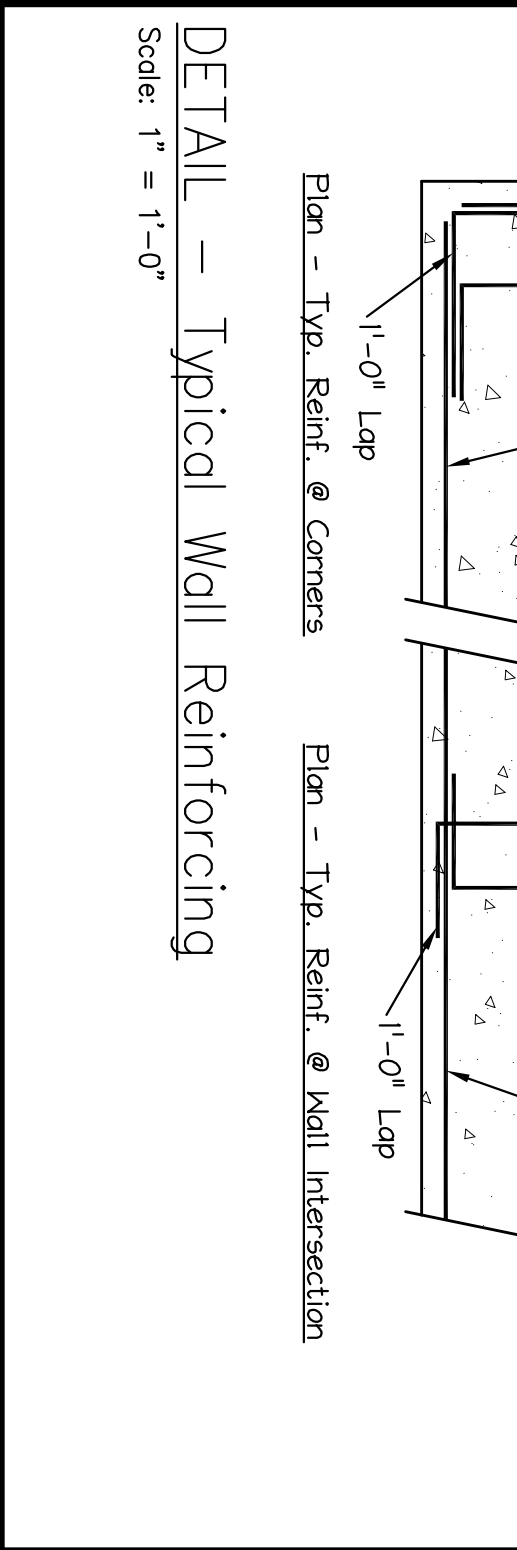 1'-0" Lap
1'-0" Lap
Plan - Typ. Reinf. @ Corners
Plan - Typ. Reinf. @ Wall Intersection
DETAIL — Typical Wall Reinforcing
Scale: 1" = 1'-0"